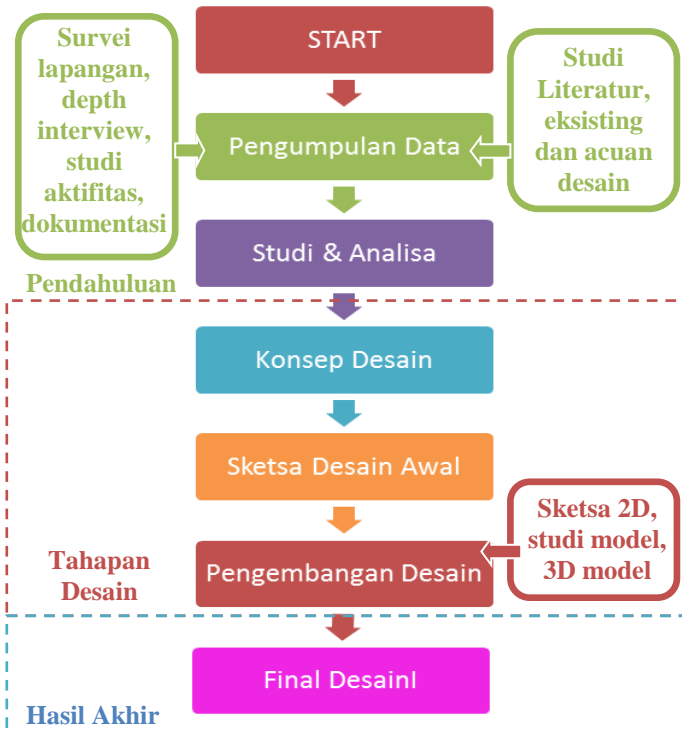 START
Survei
lapangan,
depth
interview,
studi
aktifitas,
dokumentasi
Pengumpulan Data
Studi
Literatur,
eksisting
dan acuan
desain
Studi & Analisa
Pendahuluan
Konsep Desain
Sketsa Desain Awal
Pengembangan Desain
Sketsa 2D,
studi model,
3D model
Tahapan
Desain
Final DesainI
Hasil Akhir